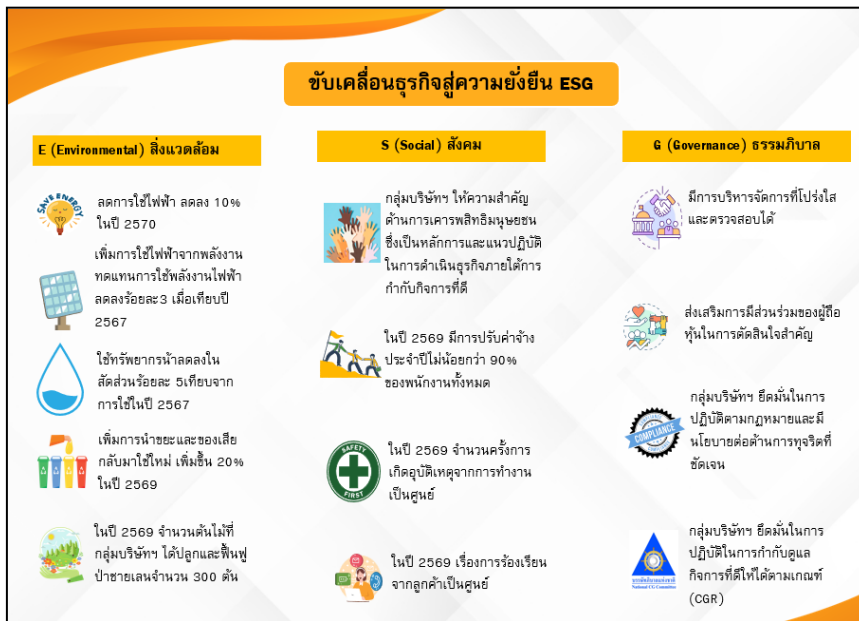 ขับเคลื่อนธุรกิจสู่ความยั่งยืน ESG
E (Environmental) สิ่งแวดล้อม
SAVE ENERGY
ลดการใช้ไฟฟ้า ลดลง 10%
ในปี 2570
เพิ่มการใช้ไฟฟ้าจากพลังงาน
ทดแทนการใช้พลังงานไฟฟ้า
ลดลงร้อยละ3 เมื่อเทียบปี
2567
ใช้ทรัพยากรน้ำลดลงใน
สัดส่วนร้อยละ 5เทียบจาก
การใช้ในปี 2567
เพิ่มการนำขยะและของเสีย
กลับมาใช้ใหม่ เพิ่มขึ้น 20%
ในปี 2569
ในปี 2569 จำนวนต้นไม้ที่
กลุ่มบริษัทฯ ได้ปลูกและฟื้นฟู
ป่าชายเลนจำนวน 300 ต้น
S (Social) สังคม
กลุ่มบริษัทฯ ให้ความสำคัญ
ด้านการเคารพสิทธิมนุษยชน
ซึ่งเป็นหลักการและแนวปฏิบัติ
ในการดำเนินธุรกิจภายใต้การ
กำกับกิจการที่ดี
ในปี 2569 มีการปรับค่าจ้าง
ประจำปีไม่น้อยกว่า 90%
ของพนักงานทั้งหมด
SAFETY
FIRST
ในปี 2569 จำนวนครั้งการ
เกิดอุบัติเหตุจากการทำงาน
เป็นศูนย์
ในปี 2569 เรื่องการร้องเรียน
จากลูกค้าเป็นศูนย์
G (Governance) ธรรมภิบาล
มีการบริหารจัดการที่โปร่งใส
และตรวจสอบได้
ส่งเสริมการมีส่วนร่วมของผู้ถือ
หุ้นในการตัดสินใจสำคัญ
COMPLIANCE
กลุ่มบริษัทฯ ยึดมั่นในการ
ปฏิบัติตามกฎหมายและมี
นโยบายต่อต้านการทุจริตที่
ชัดเจน
National CG Committee
กลุ่มบริษัทฯ ยึดมั่นในการ
ปฏิบัติในการกำกับดูแล
กิจการที่ดีให้ได้ตามเกณฑ์
(CGR)